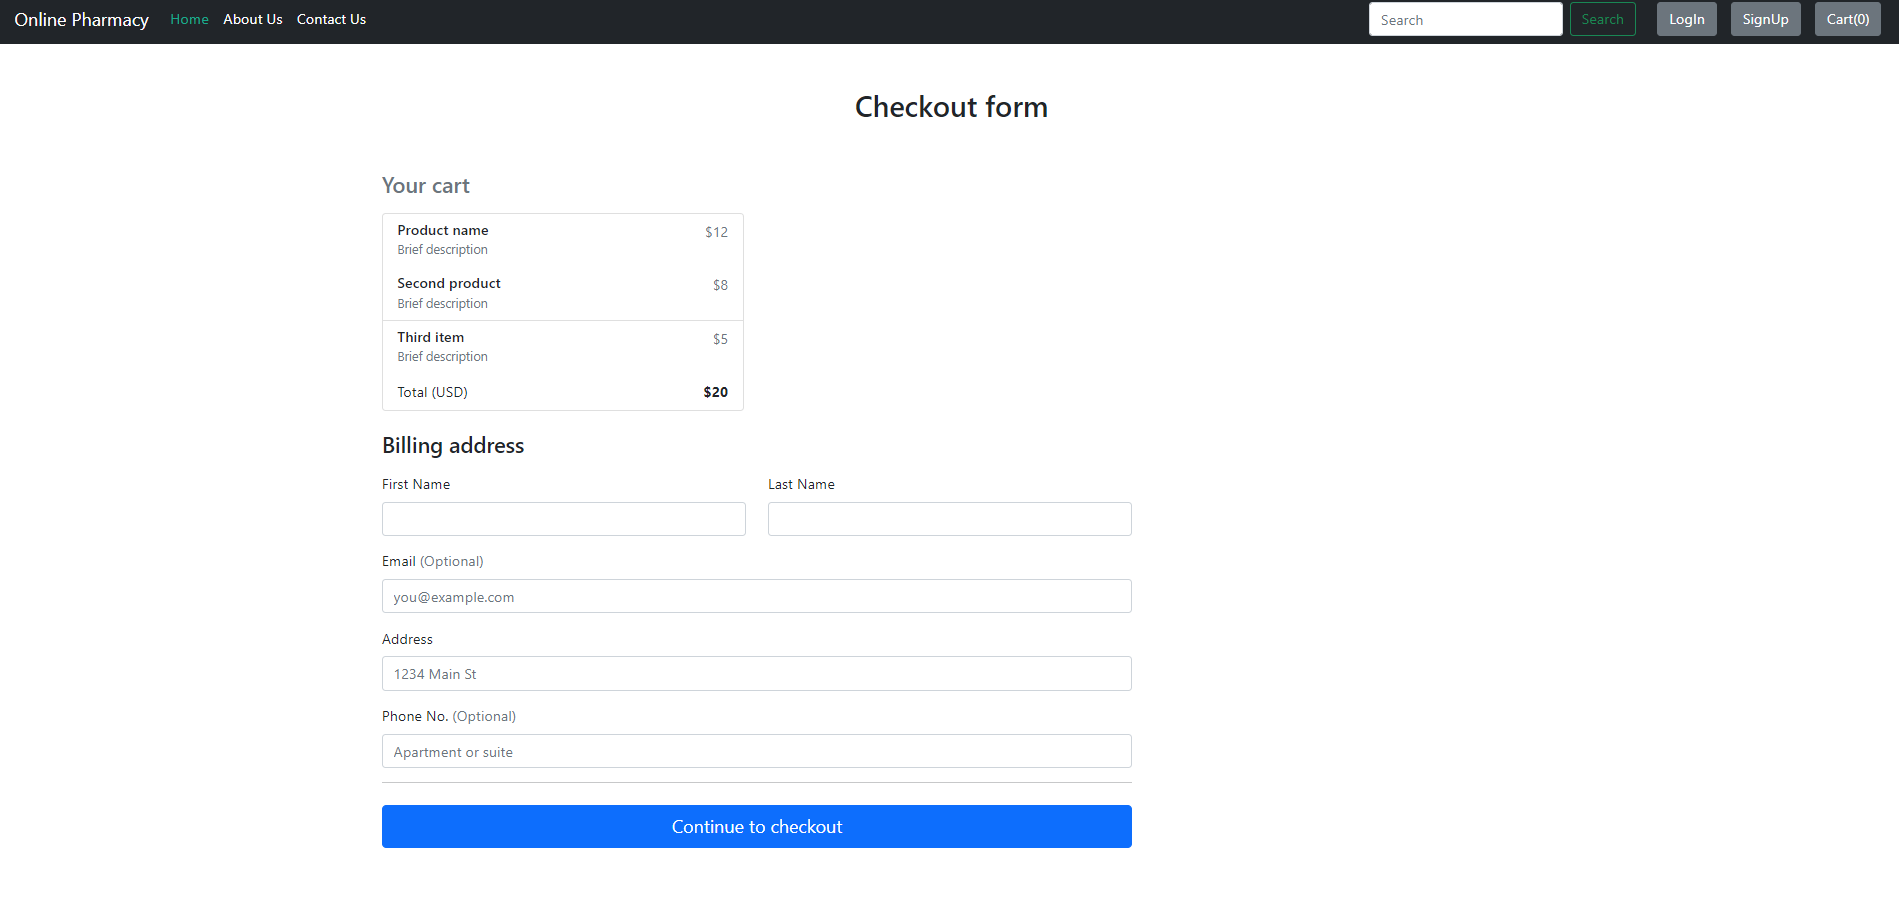 Online Pharmacy Home About Us Contact Us Search Search LogIn SignUp Cart(0)
Checkout form
Your cart
Product name $12
Brief description
Second product $8
Brief description
Third item $5
Brief description
Total (USD) $20
Billing address
First Name Last Name
Email (Optional)
you@example.com
Address
1234 Main St
Phone No. (Optional)
Apartment or suite
Continue to checkout